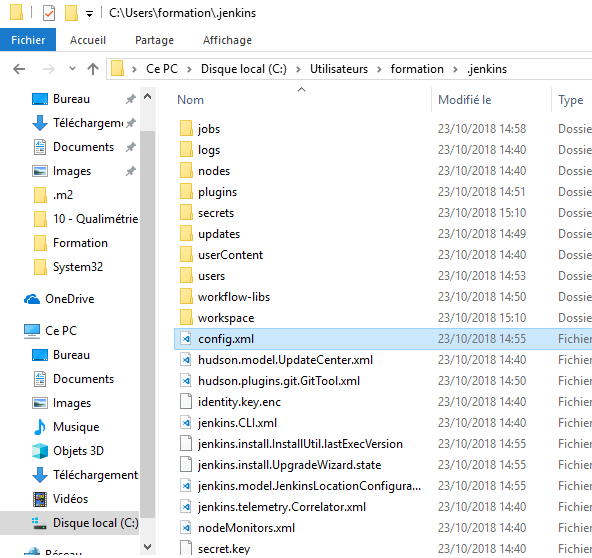 C:\Users\formation\.jenkins
Fichier Accueil Partage Affichage
Ce PC Disque local (C:) Utilisateurs formation .jenkins
Bureau
Téléchargem
Documents
Images
.m2
10 - Qualimétrie
Formation
System32
OneDrive
Ce PC
Bureau
Documents
Images
Musique
Objets 3D
Téléchargement
Vidéos
Disque local (C:)
Réseau
Nom Modifié le Type
jobs 23/10/2018 14:58 Dossie
logs 23/10/2018 14:40 Dossie
nodes 23/10/2018 14:40 Dossie
plugins 23/10/2018 14:51 Dossie
secrets 23/10/2018 15:10 Dossie
updates 23/10/2018 14:49 Dossie
userContent 23/10/2018 14:40 Dossie
users 23/10/2018 14:53 Dossie
workflow-libs 23/10/2018 14:50 Dossie
workspace 23/10/2018 15:10 Dossie
config.xml 23/10/2018 14:55 Fichier
hudson.model.UpdateCenter.xml 23/10/2018 14:40 Fichier
hudson.plugins.git.GitTool.xml 23/10/2018 14:50 Fichier
identity.key.enc 23/10/2018 14:40 Fichier
jenkins.CLI.xml 23/10/2018 14:40 Fichier
jenkins.install.InstallUtil.lastExecVersion 23/10/2018 14:55 Fichier
jenkins.install.UpgradeWizard.state 23/10/2018 14:55 Fichier
jenkins.model.JenkinsLocationConfigura... 23/10/2018 14:55 Fichier
jenkins.telemetry.Correlator.xml 23/10/2018 14:40 Fichier
nodeMonitors.xml 23/10/2018 14:40 Fichier
secret.key 23/10/2018 14:40 Fichier